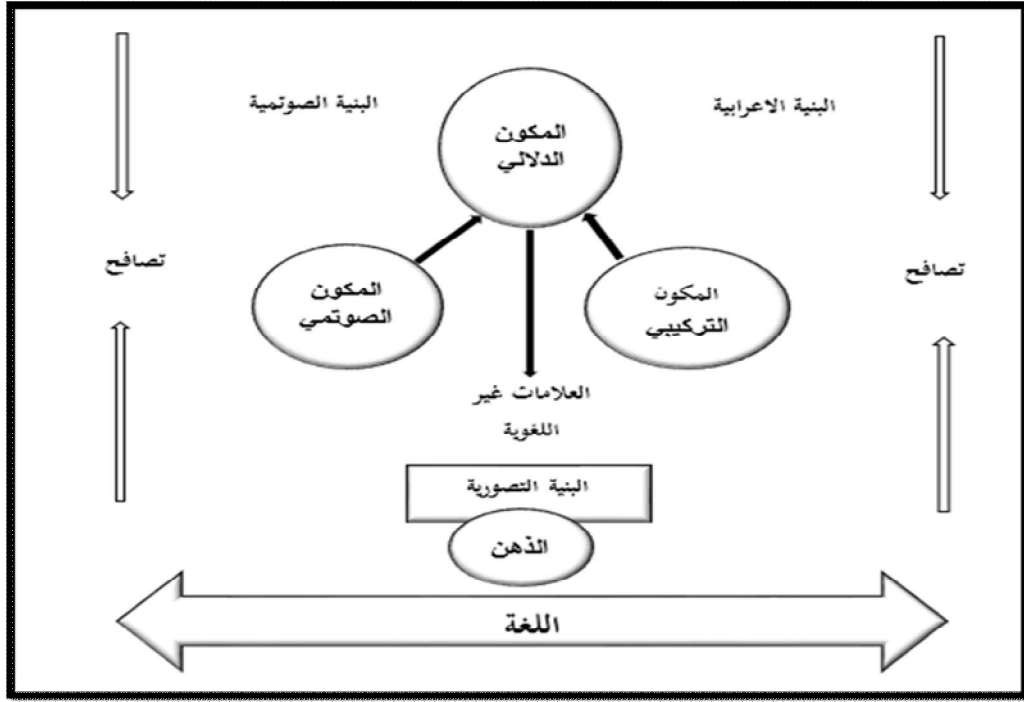 البنية الاعرابية
البنية الصوتمية
المكون
الدلالي
تصافح
تصافح
المكون
التركيبي
المكون
الصوتمي
العلامات غير
اللغوية
البنية التصورية
الذهن
اللغة